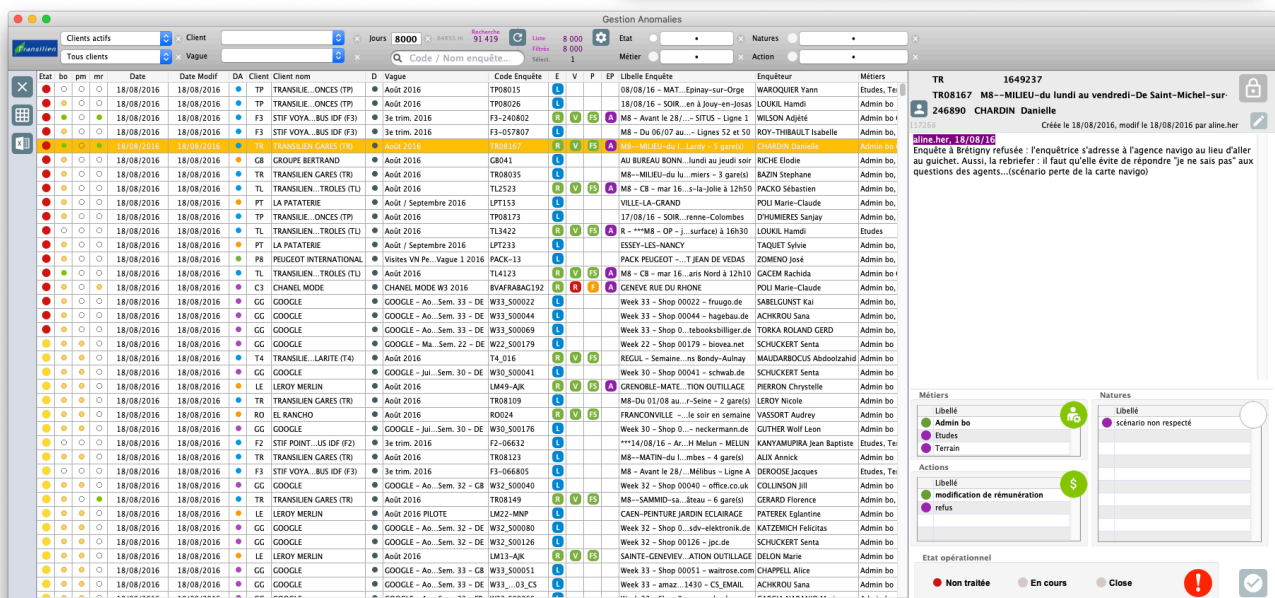 Gestion Anomalies
Transilien
Clients actifs Client Jours 8000 Recherche 91 419 Liste 8 000 Etat • Natures •
Filtrés 8 000
Tous clients Vague Code / Nom enquête... Sélect. 1 Métier • Action •
Etat bo pm mr Date Date Modif DA Client Client nom D Vague Code Enquête E V P EP Libelle Enquête Enquêteur Métiers
18/08/2016 18/08/2016 TP TRANSILIE...ONCES (TP) Août 2016 TP08015 L 08/08/16 - MAT...Epinay-sur-Orge WAROQUIER Yann Etudes, Te
18/08/2016 18/08/2016 TP TRANSILIE...ONCES (TP) Août 2016 TP08026 L 18/08/16 - SOIR...en à Jouy-en-Josas LOUKIL Hamdi Admin bo
18/08/2016 18/08/2016 F3 STIF VOYA...BUS IDF (F3) 3e trim. 2016 F3-240802 R V FS A M8 - Avant le 28/...- SITUS - Ligne 1 WILSON Adjété Admin bo
18/08/2016 18/08/2016 F3 STIF VOYA...BUS IDF (F3) 3e trim. 2016 F3-057807 L M8 - Du 06/07 au...- Lignes 52 et 50 ROY-THIBAULT Isabelle Admin bo,
18/08/2016 18/08/2016 TR TRANSILIEN GARES (TR) Août 2016 TR08167 R V FS A M8--MILIEU-du l...Lardy - 5 gare(s) CHARDIN Danielle Admin bo,
18/08/2016 18/08/2016 GB GROUPE BERTRAND Août 2016 GB041 L AU BUREAU BONN...lundi au jeudi soir RICHE Elodie Admin bo,
18/08/2016 18/08/2016 TR TRANSILIEN GARES (TR) Août 2016 TR08035 L M8--MILIEU-du lu...miers - 3 gare(s) BAZIN Stephane Admin bo,
18/08/2016 18/08/2016 TL TRANSILIEN...TROLES (TL) Août 2016 TL2523 R V FS A M8 - CB - mar 16...s-la-Jolie à 12h50 PACKO Sébastien Admin bo,
18/08/2016 18/08/2016 PT LA PATATERIE Août / Septembre 2016 LPT153 L VILLE-LA-GRAND POLI Marie-Claude Admin bo,
18/08/2016 18/08/2016 TP TRANSILIE...ONCES (TP) Août 2016 TP08173 L 17/08/16 - SOIR...renne-Colombes D'HUMIERES Sanjay Admin bo,
18/08/2016 18/08/2016 TL TRANSILIEN...TROLES (TL) Août 2016 TL3422 R V FS A R - ***M8 - OP - j...surface) à 16h30 LOUKIL Hamdi Etudes
18/08/2016 18/08/2016 PT LA PATATERIE Août / Septembre 2016 LPT233 L ESSEY-LES-NANCY TAQUET Sylvie Admin bo,
18/08/2016 18/08/2016 P8 PEUGEOT INTERNATIONAL Visites VN Pe...Vague 1 2016 PACK-13 L PACK PEUGEOT -...T JEAN DE VEDAS ZOMENO José Admin bo,
18/08/2016 18/08/2016 TL TRANSILIEN...TROLES (TL) Août 2016 TL4123 R V FS A M8 - CB - mar 16...aris Nord à 12h10 GACEM Rachida Admin bo
18/08/2016 18/08/2016 C3 CHANEL MODE CHANEL MODE W3 2016 BVAFRABAG192 R R F A GENEVE RUE DU RHONE POLI Marie-Claude Admin bo,
18/08/2016 18/08/2016 GG GOOGLE GOOGLE - Ao...Sem. 33 - DE W33_S00022 L Week 33 - Shop 00022 - fruugo.de SABELGUNST Kai Admin bo,
18/08/2016 18/08/2016 GG GOOGLE GOOGLE - Ao...Sem. 33 - DE W33_S00044 L Week 33 - Shop 00044 - hagebau.de ACHKROU Sana Admin bo,
18/08/2016 18/08/2016 GG GOOGLE GOOGLE - Ao...Sem. 33 - DE W33_S00069 L Week 33 - Shop 0...tebooksbilliger.de TORKA ROLAND GERD Admin bo,
18/08/2016 18/08/2016 GG GOOGLE GOOGLE - Ma...Sem. 22 - DE W22_S00179 L Week 22 - Shop 00179 - biovea.net SCHUCKERT Senta Admin bo,
18/08/2016 18/08/2016 T4 TRANSILIE...LARITE (T4) Août 2016 T4_016 R V FS REGUL - Semaine...ns Bondy-Aulnay MAUDARBOCUS Abdoolzahid Admin bo
18/08/2016 18/08/2016 GG GOOGLE GOOGLE - Jui...Sem. 30 - DE W30_S00041 L Week 30 - Shop 00041 - schwab.de SCHUCKERT Senta Admin bo,
18/08/2016 18/08/2016 LE LEROY MERLIN Août 2016 LM49-AJK R V FS A GRENOBLE-MATE...TION OUTILLAGE PIERRON Chrystelle Admin bo,
18/08/2016 18/08/2016 TR TRANSILIEN GARES (TR) Août 2016 TR08109 L M8-Du 01/08 au...r-Seine - 2 gare(s) LEROY Nicole Admin bo,
18/08/2016 18/08/2016 RO EL RANCHO Août 2016 RO024 R V FS FRANCONVILLE -...le soir en semaine VASSORT Audrey Admin bo,
18/08/2016 18/08/2016 GG GOOGLE GOOGLE - Jui...Sem. 30 - DE W30_S00176 L Week 30 - Shop 0...- neckermann.de GUTHER Wolf Leon Admin bo,
18/08/2016 18/08/2016 F2 STIF POINT...US IDF (F2) 3e trim. 2016 F2-06632 L ***14/08/16 - Ar...H Melun - MELUN KANYAMUPIRA Jean Baptiste Etudes, Te
18/08/2016 18/08/2016 TR TRANSILIEN GARES (TR) Août 2016 TR08123 L M8--MATIN-du l...mbes - 4 gare(s) ALIX Annick Admin bo,
18/08/2016 18/08/2016 F3 STIF VOYA...BUS IDF (F3) 3e trim. 2016 F3-066805 L M8 - Avant le 28/...Mélibus - Ligne A DEROOSE Jacques Etudes, Te
18/08/2016 18/08/2016 GG GOOGLE GOOGLE - Ao...Sem. 32 - GB W32_S00040 L Week 32 - Shop 00040 - office.co.uk COLLINSON Jill Admin bo,
18/08/2016 18/08/2016 TR TRANSILIEN GARES (TR) Août 2016 TR08149 R V FS M8--SAMMID-sa...âteau - 6 gare(s) GERARD Florence Admin bo,
18/08/2016 18/08/2016 LE LEROY MERLIN Août 2016 PILOTE LM22-MNP L CAEN-PEINTURE JARDIN ECLAIRAGE PATEREK Eglantine Admin bo,
18/08/2016 18/08/2016 GG GOOGLE GOOGLE - Ao...Sem. 32 - DE W32_S00080 L Week 32 - Shop 0...sdv-elektronik.de KATZEMICH Felicitas Admin bo,
18/08/2016 18/08/2016 GG GOOGLE GOOGLE - Ao...Sem. 32 - DE W32_S00126 L Week 32 - Shop 00126 - jpc.de SCHUCKERT Senta Admin bo,
18/08/2016 18/08/2016 LE LEROY MERLIN Août 2016 LM13-AJK R V FS SAINTE-GENEVIEV...ATION OUTILLAGE DELON Marie Admin bo,
18/08/2016 18/08/2016 GG GOOGLE GOOGLE - Ao...Sem. 33 - GB W33_S00051 L Week 33 - Shop 00051 - waitrose.com CHAPPELL Alice Admin bo,
18/08/2016 18/08/2016 GG GOOGLE GOOGLE - Ao...Sem. 33 - DE W33_...03_CS L Week 33 - amaz...1430 - CS_EMAIL ACHKROU Sana Admin bo,
TR 1649237
TR08167 M8--MILIEU-du lundi au vendredi-De Saint-Michel-sur-
246890 CHARDIN Danielle
117266 Créée le 18/08/2016, modif le 18/08/2016 par aline.her
aline.her, 18/08/16
Enquête à Brétigny refusée : l'enquêtrice s'adresse à l'agence navigo au lieu d'aller
au guichet. Aussi, la rebriefer : il faut qu'elle évite de répondre "je ne sais pas" aux
questions des agents...(scénario perte de la carte navigo)
Métiers Natures
Libellé Libellé
Admin bo scénario non respecté
Etudes
Terrain
Actions
Libellé $
modification de rémunération
refus
Etat opérationnel
Non traitée En cours Close !